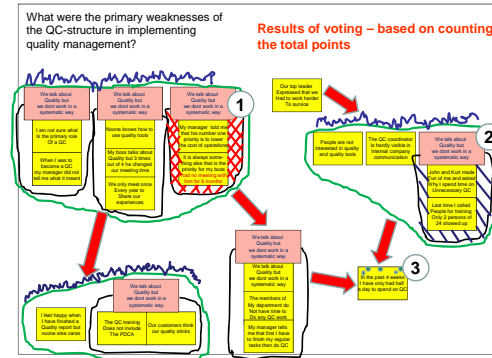 What were the primary weaknesses of
the QC-structure in implementing
quality management?
Results of voting – based on counting
the total points
We talk about
Quality but
we dont work in a
systematic way
I am not sure what
Is the primary role
Of a QC
When I was
to become a QC
my manager did not
tell me what it meant
We talk about
Quality but
we dont work in a
systematic way
Noone knows how to
use quality tools
My boss talks about
Quality but 3 times
out of 4 he changed
our meeting time
We only meet once
Every year to
Share our
experiences
We talk about
Quality but
we dont work in a
systematic way
1
My manager told me
that his number one
priority is to lower
the cost of operations
It is always some-
thing else that is the
priority for my boss
had no meeting with
him for 6 months
Our top leader
Expressed that we
Had to work harder
To survice
People are not
interested in quality
and quality tools
The QC coordinator
is hardly visible in
Internal company
communication
We talk about
Quality but
we dont work in a
systematic way
2
John and Kurt made
Fun of me and asked
Why I spend time on
Unnecessary QC
Last time I called
People for training
Only 2 persons of
34 showed up
We talk about
Quality but
we dont work in a
systematic way
We talk about
Quality but
we dont work in a
systematic way
The members of
My department do
Not have time to
Do any QC work
My manager tells
me that first I have
to finish my regular
tasks then do QC
3
In the past 4 weeks
I have only had half
a day to spend on QC
We talk about
Quality but
we dont work in a
systematic way
I feel happy when
I have finished a
Quality report but
noone else cares
The QC training
Does not include
The PDCA
Our customers think
our quality stinks